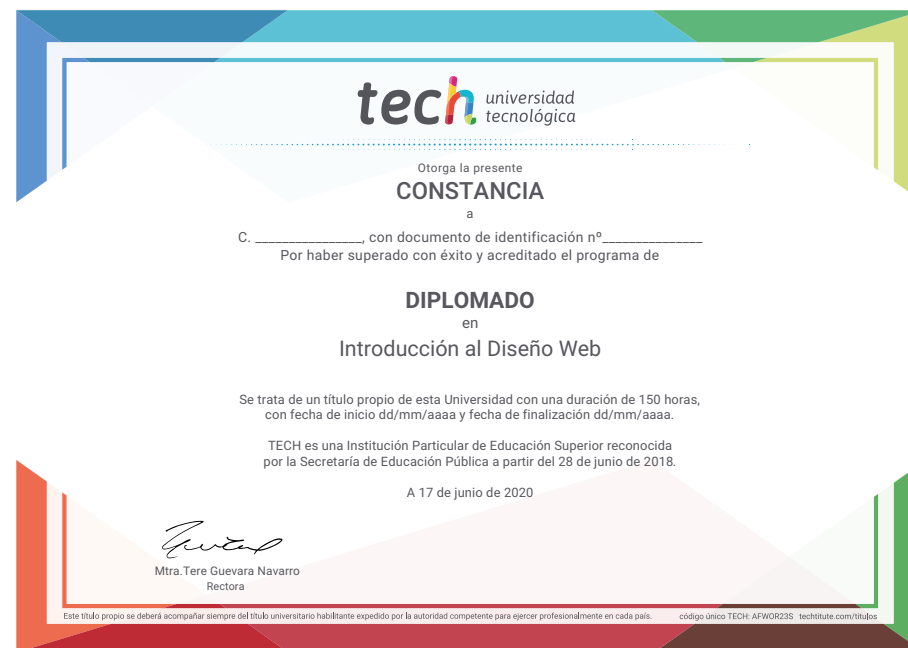 tech universidad
tecnológica
Otorga la presente
CONSTANCIA
a
C. ________________, con documento de identificación nº_______________
Por haber superado con éxito y acreditado el programa de
DIPLOMADO
en
Introducción al Diseño Web
Se trata de un título propio de esta Universidad con una duración de 150 horas,
con fecha de inicio dd/mm/aaaa y fecha de finalización dd/mm/aaaa.
TECH es una Institución Particular de Educación Superior reconocida
por la Secretaría de Educación Pública a partir del 28 de junio de 2018.
A 17 de junio de 2020
Mtra.Tere Guevara Navarro
Rectora
Este título propio se deberá acompañar siempre del título universitario habilitante expedido por la autoridad competente para ejercer profesionalmente en cada país. código único TECH: AFWOR23S techtitute.com/titulos